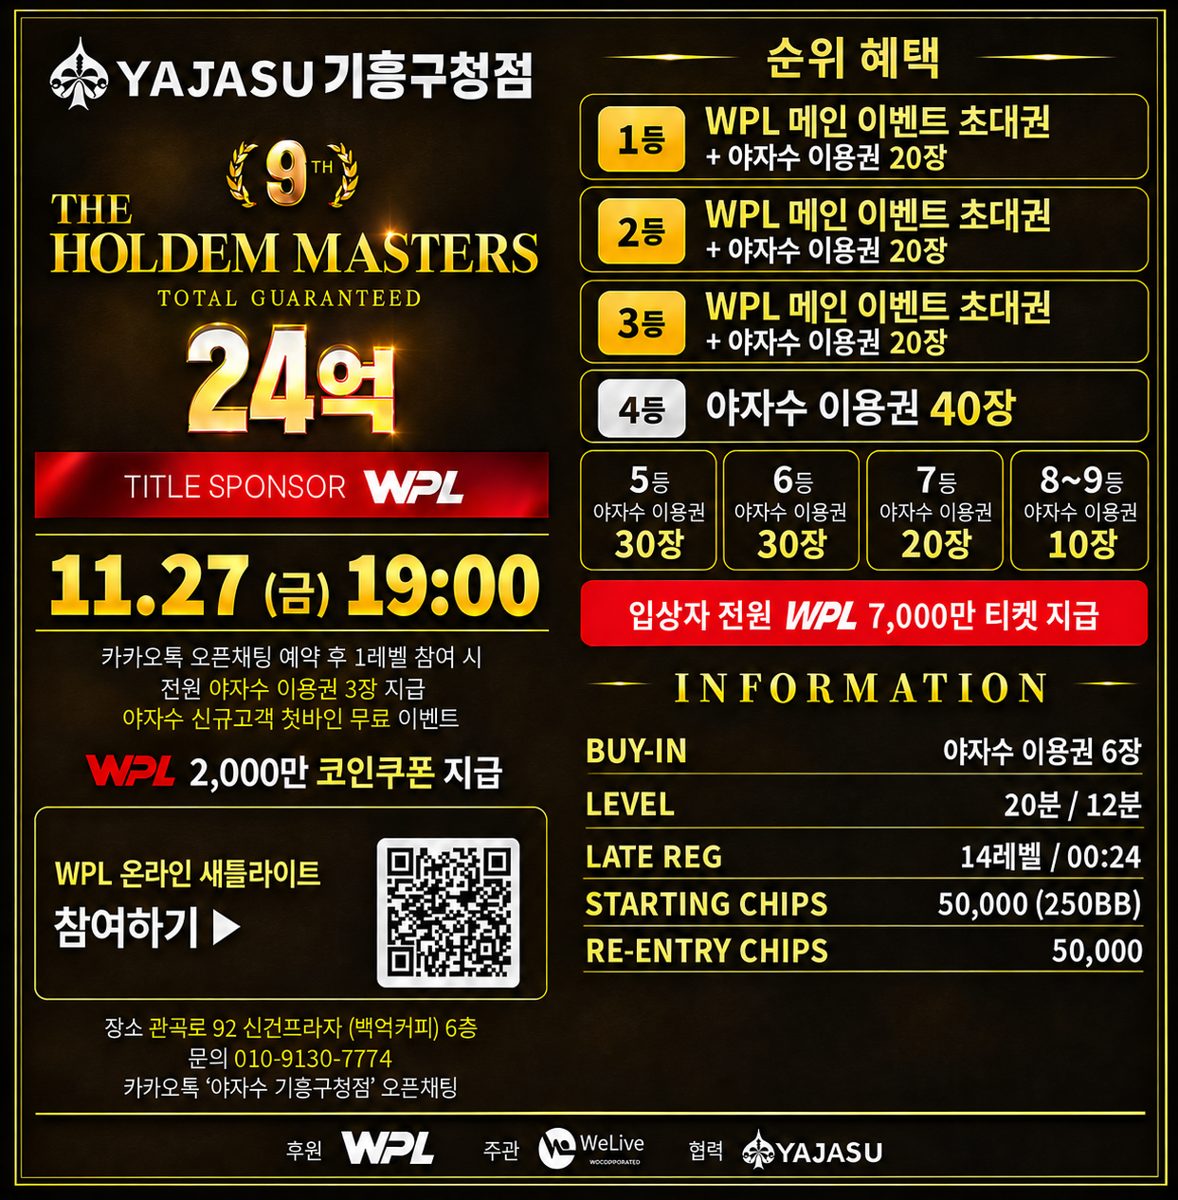 YAJASU 기흥구청점
9TH
THE
HOLDEM MASTERS
TOTAL GUARANTEED
24억
TITLE SPONSOR WPL
11.27 (금) 19:00
카카오톡 오픈채팅 예약 후 1레벨 참여 시
전원 야자수 이용권 3장 지급
야자수 신규고객 첫바인 무료 이벤트
WPL 2,000만 코인쿠폰 지급
WPL 온라인 새틀라이트
참여하기 ▶
장소 관곡로 92 신건프라자 (백억커피) 6층
문의 010-9130-7774
카카오톡 ‘야자수 기흥구청점’ 오픈채팅
순위 혜택
1등
WPL 메인 이벤트 초대권
+ 야자수 이용권 20장
2등
WPL 메인 이벤트 초대권
+ 야자수 이용권 20장
3등
WPL 메인 이벤트 초대권
+ 야자수 이용권 20장
4등 야자수 이용권 40장
5등
야자수 이용권
30장
6등
야자수 이용권
30장
7등
야자수 이용권
20장
8~9등
야자수 이용권
10장
입상자 전원 WPL 7,000만 티켓 지급
INFORMATION
BUY-IN 야자수 이용권 6장
LEVEL 20분 / 12분
LATE REG 14레벨 / 00:24
STARTING CHIPS 50,000 (250BB)
RE-ENTRY CHIPS 50,000
후원 WPL 주관 WeLive 협력 YAJASU
WOCOPPORATED